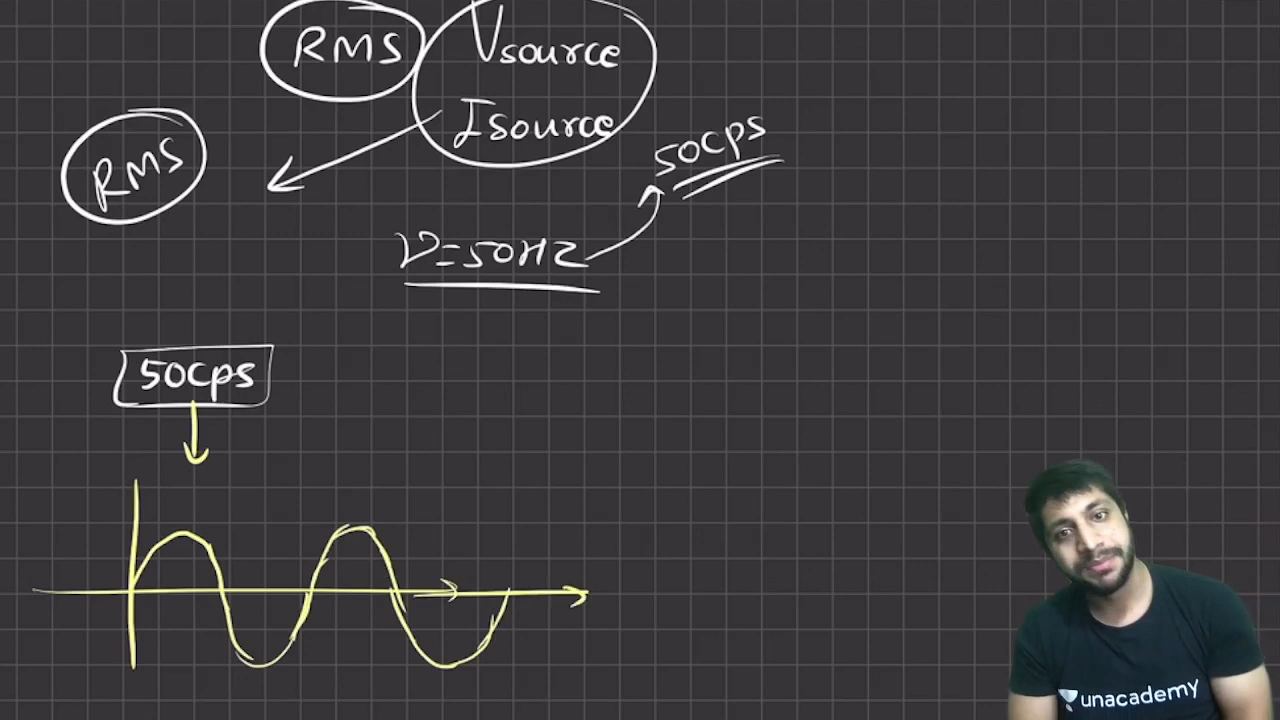 RMS Vsource
Isource
RMS
50cps
ν=50HZ
50cps
unacademy